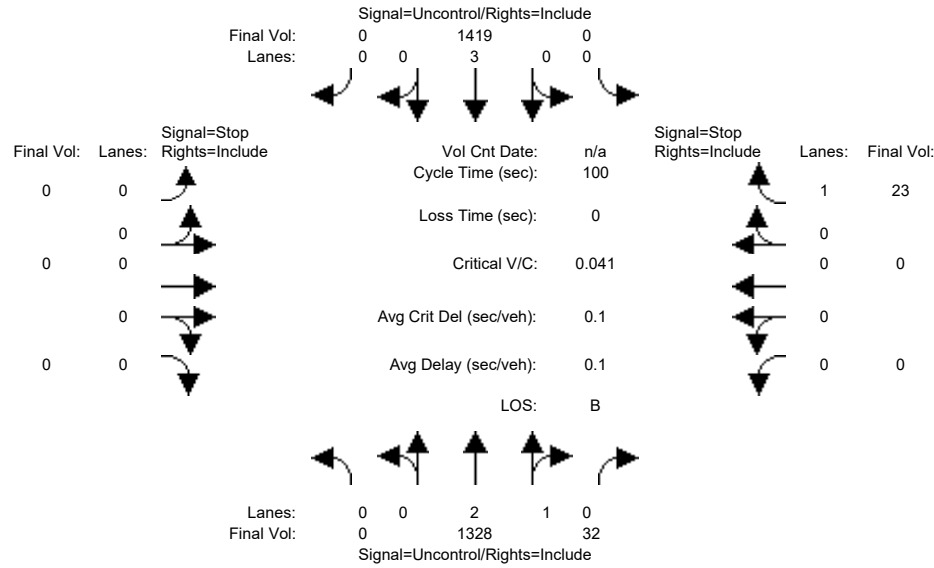 Signal=Uncontrol/Rights=Include
Final Vol: 0 1419 0
Lanes: 0 0 3 0 0
Signal=Stop Signal=Stop
Final Vol: Lanes: Rights=Include Vol Cnt Date: n/a Rights=Include Lanes: Final Vol:
Cycle Time (sec): 100
0 0 1 23
Loss Time (sec): 0
0 0
0 0 Critical V/C: 0.041 0 0
0 Avg Crit Del (sec/veh): 0.1 0
0 0 Avg Delay (sec/veh): 0.1 0 0
LOS: B
Lanes: 0 0 2 1 0
Final Vol: 0 1328 32
Signal=Uncontrol/Rights=Include